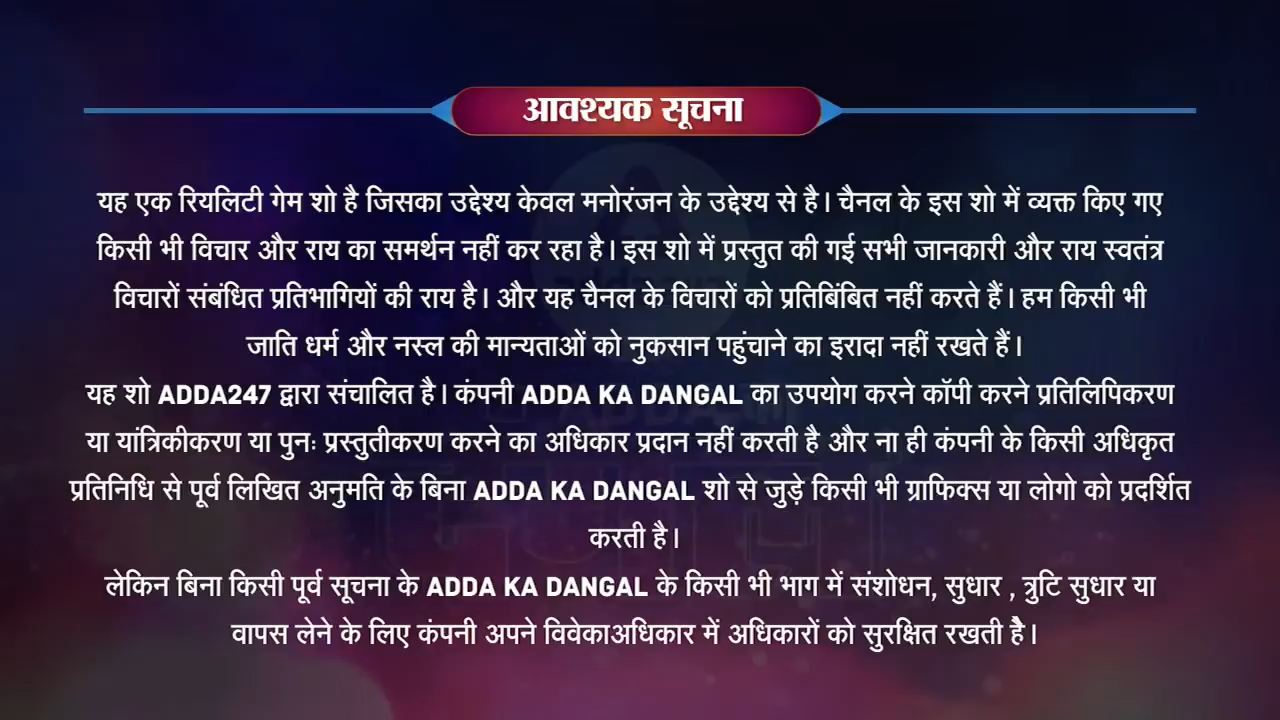 आवश्यक सूचना
यह एक रियलिटी गेम शो है जिसका उद्देश्य केवल मनोरंजन के उद्देश्य से है। चैनल के इस शो में व्यक्त किए गए
किसी भी विचार और राय का समर्थन नहीं कर रहा है। इस शो में प्रस्तुत की गई सभी जानकारी और राय स्वतंत्र
विचारों संबंधित प्रतिभागियों की राय है। और यह चैनल के विचारों को प्रतिबिंबित नहीं करते हैं। हम किसी भी
जाति धर्म और नस्ल की मान्यताओं को नुकसान पहुंचाने का इरादा नहीं रखते हैं।
यह शो ADDA247 द्वारा संचालित है। कंपनी ADDA KA DANGAL का उपयोग करने कॉपी करने प्रतिलिपिकरण
या यांत्रिकीकरण या पुनः प्रस्तुतीकरण करने का अधिकार प्रदान नहीं करती है और ना ही कंपनी के किसी अधिकृत
प्रतिनिधि से पूर्व लिखित अनुमति के बिना ADDA KA DANGAL शो से जुड़े किसी भी ग्राफिक्स या लोगो को प्रदर्शित
करती है।
लेकिन बिना किसी पूर्व सूचना के ADDA KA DANGAL के किसी भी भाग में संशोधन, सुधार , त्रुटि सुधार या
वापस लेने के लिए कंपनी अपने विवेकाअधिकार में अधिकारों को सुरक्षित रखती है।